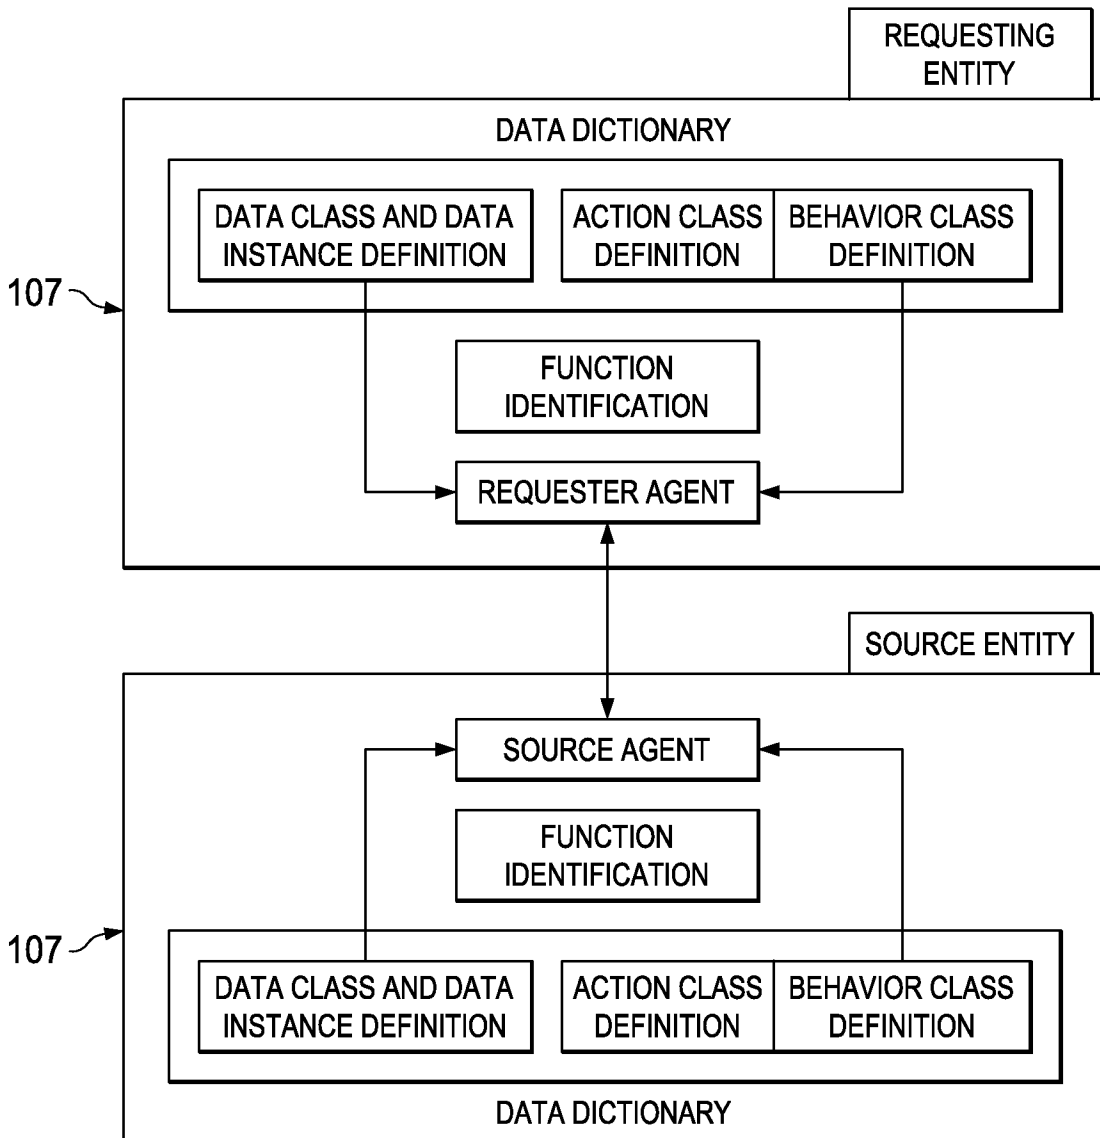 REQUESTING
ENTITY
DATA DICTIONARY
DATA CLASS AND DATA
INSTANCE DEFINITION
ACTION CLASS
DEFINITION
BEHAVIOR CLASS
DEFINITION
107
FUNCTION
IDENTIFICATION
REQUESTER AGENT
SOURCE ENTITY
SOURCE AGENT
FUNCTION
IDENTIFICATION
107
DATA CLASS AND DATA
INSTANCE DEFINITION
ACTION CLASS
DEFINITION
BEHAVIOR CLASS
DEFINITION
DATA DICTIONARY